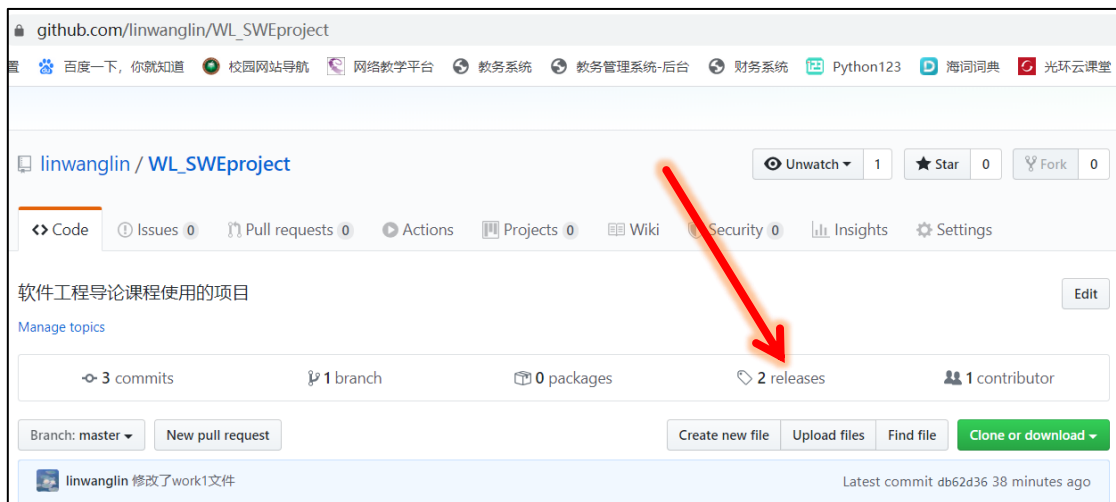 github.com/linwanglin/WL_SWEproject
置 百度一下，你就知道 校园网站导航 网络教学平台 教务系统 教务管理系统-后台 财务系统 Python123 海词词典 光环云课堂
linwanglin / WL_SWEproject Unwatch 1 Star 0 Fork 0
Code Issues 0 Pull requests 0 Actions Projects 0 Wiki Security 0 Insights Settings
软件工程导论课程使用的项目 Edit
Manage topics
3 commits 1 branch 0 packages 2 releases 1 contributor
Branch: master New pull request Create new file Upload files Find file Clone or download
linwanglin 修改了work1文件 Latest commit db62d36 38 minutes ago